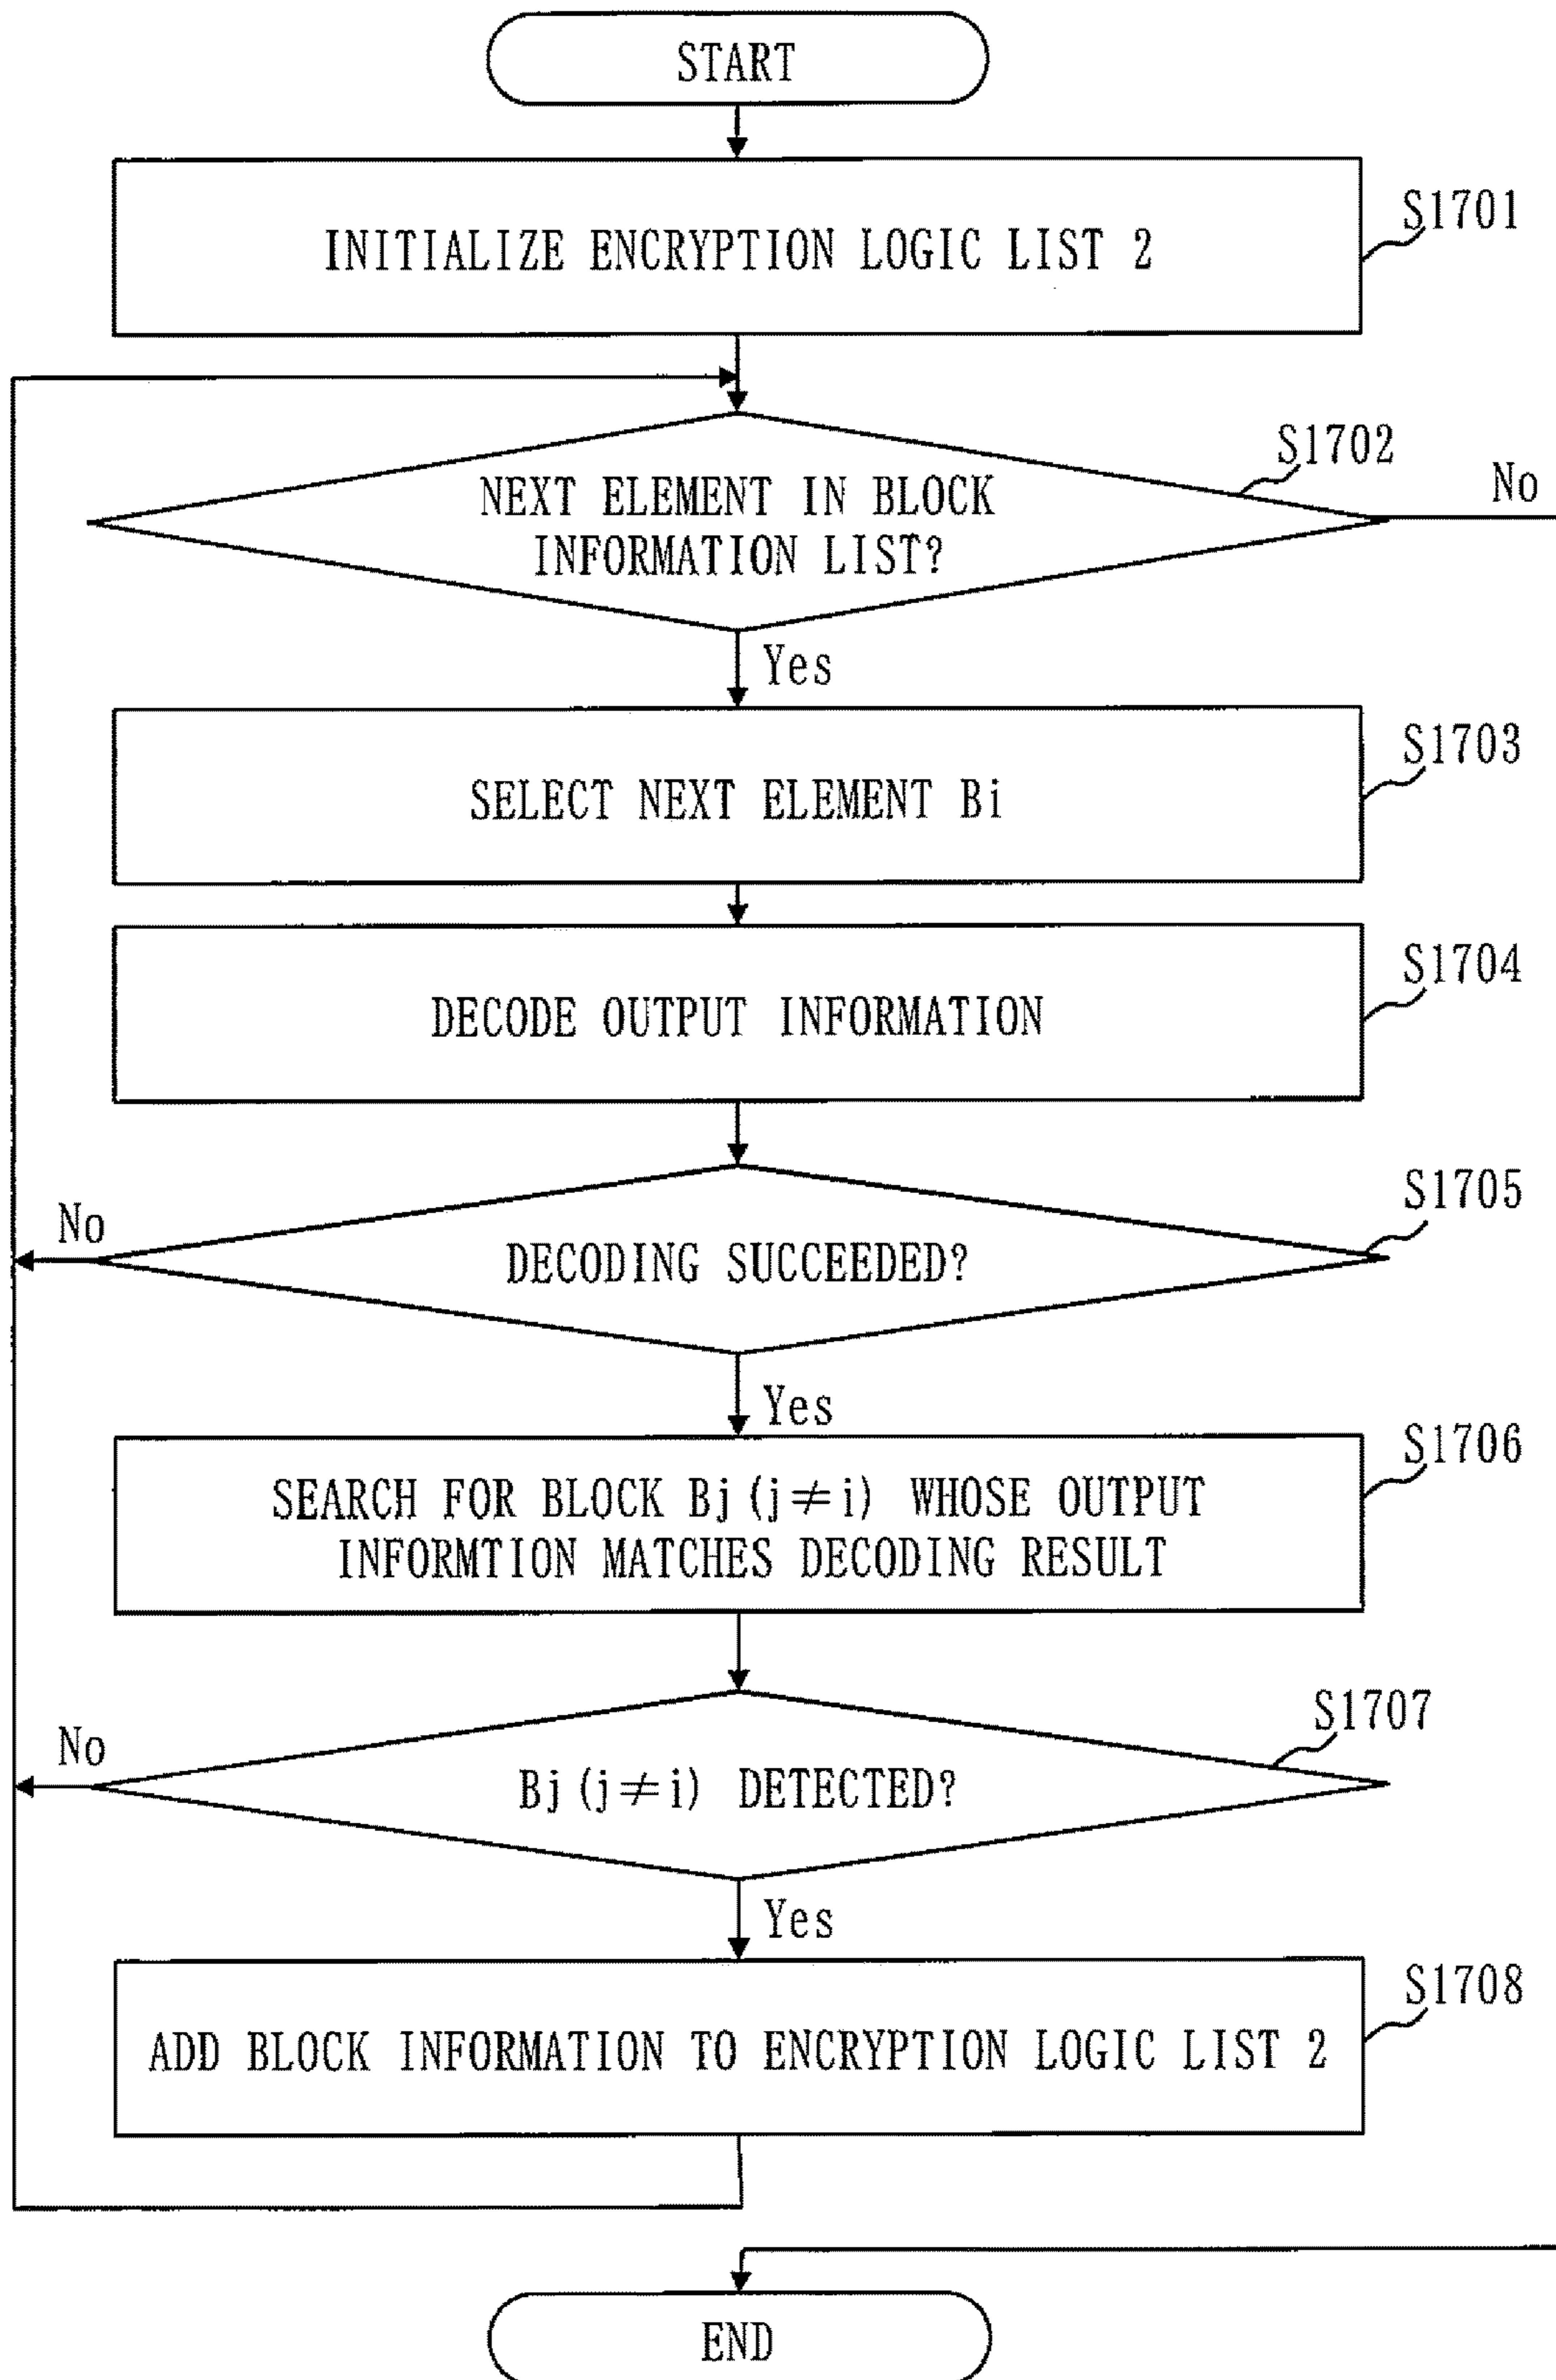 START
S1701
INITIALIZE ENCRYPTION LOGIC LIST 2
S1702
No
NEXT ELEMENT IN BLOCK
INFORMATION LIST?
Yes
S1703
SELECT NEXT ELEMENT Bi
S1704
DECODE OUTPUT INFORMATION
S1705
No
DECODING SUCCEEDED?
Yes
S1706
SEARCH FOR BLOCK Bj(j≠i) WHOSE OUTPUT
INFORMTION MATCHES DECODING RESULT
S1707
No
Bj(j≠i) DETECTED?
Yes
S1708
ADD BLOCK INFORMATION TO ENCRYPTION LOGIC LIST 2
END